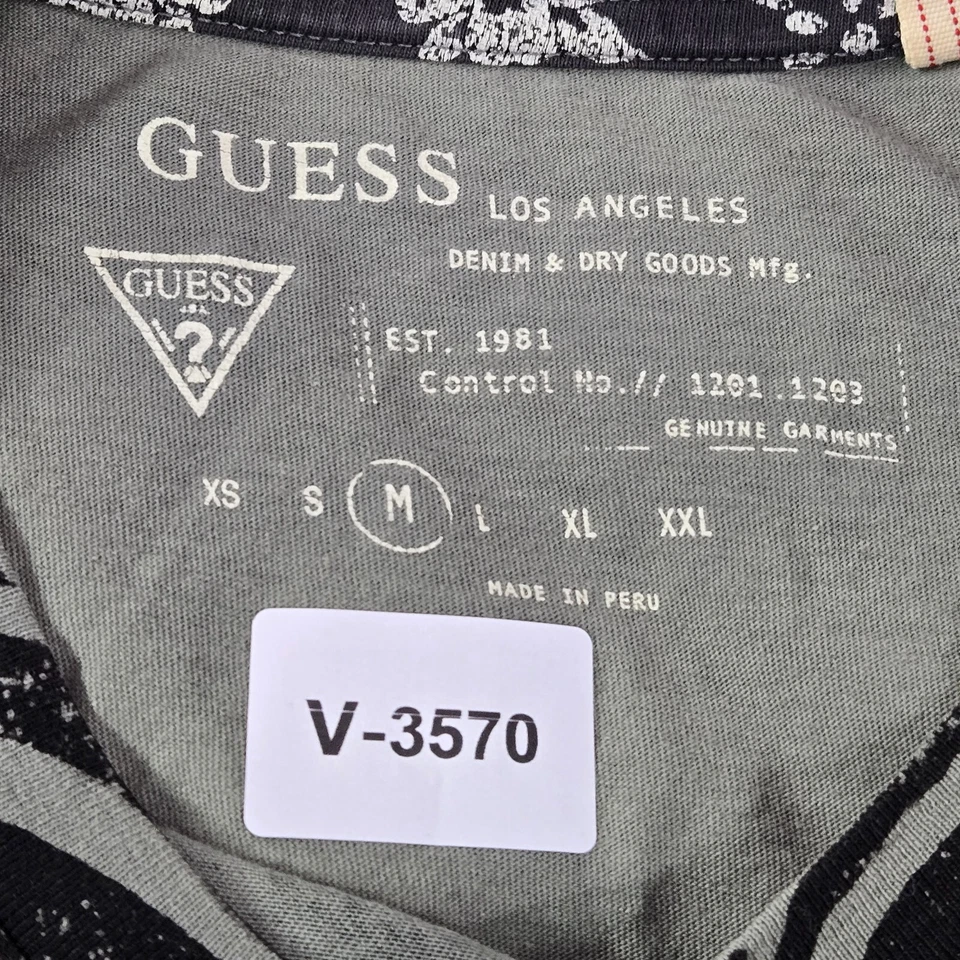 GUESS LOS ANGELES
DENIM & DRY GOODS Mfg.
GUESS
?
EST. 1981
Control No.// 1201.1203
GENUINE GARMENTS
XS S M L XL XXL
MADE IN PERU
V-3570